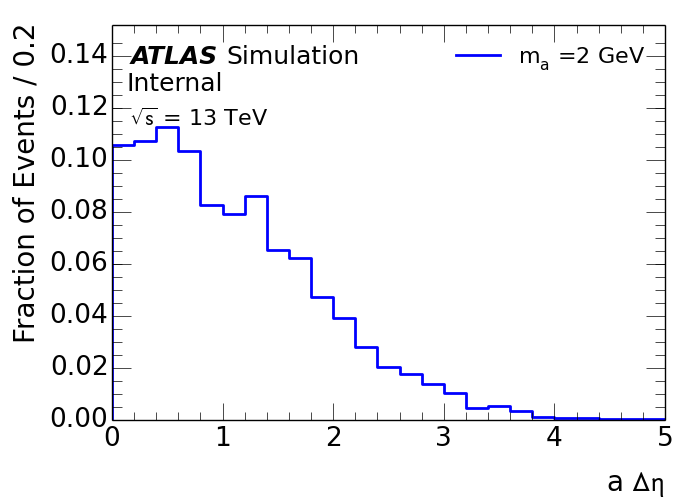 Fraction of Events / 0.2
0.14
0.12
0.10
0.08
0.06
0.04
0.02
0.00
ATLAS Simulation
Internal
√s = 13 TeV
m_a =2 GeV
0 1 2 3 4 5
a Δη